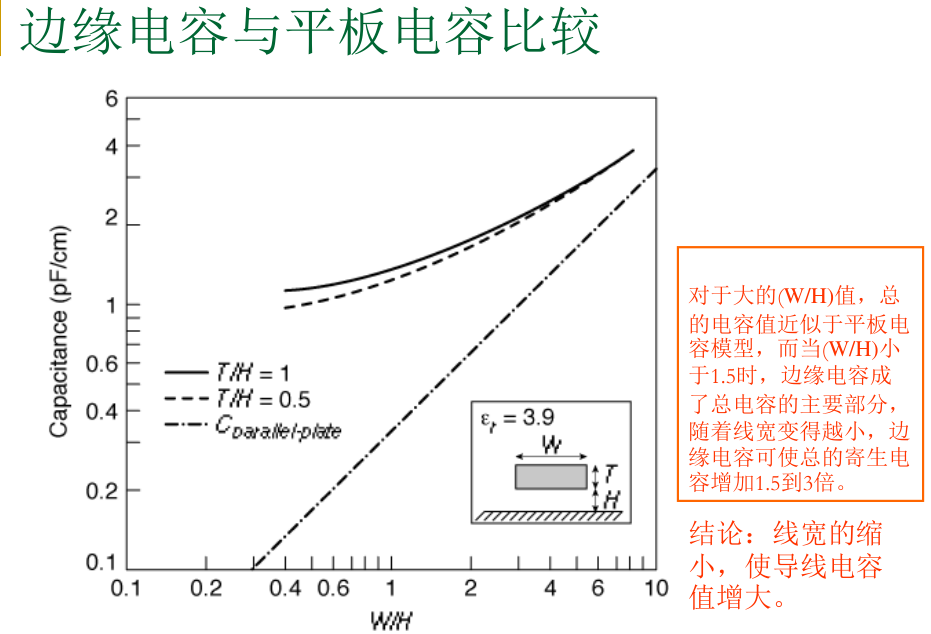 边缘电容与平板电容比较
6
4
2
1
0.6
0.4
0.2
0.1
Capacitance (pF/cm)
T/H = 1
T/H = 0.5
Cparallel-plate
εr = 3.9
W
T
H
0.1 0.2 0.4 0.6 1 2 4 6 10
W/H
对于大的(W/H)值，总
的电容值近似于平板电
容模型，而当(W/H)小
于1.5时，边缘电容成
了总电容的主要部分，
随着线宽变得越小，边
缘电容可使总的寄生电
容增加1.5到3倍。
结论：线宽的缩
小，使导线电容
值增大。